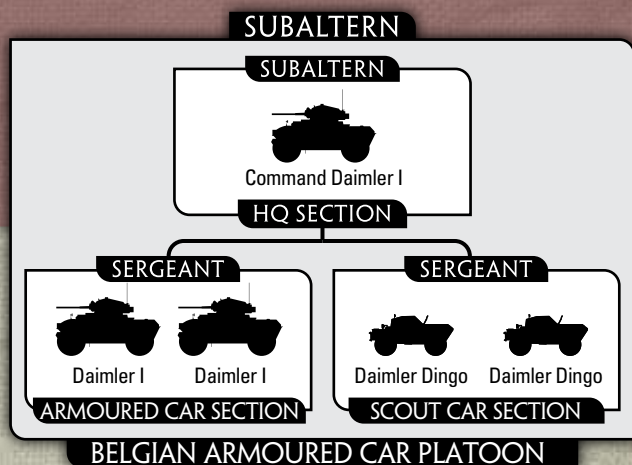 SUBALTERN
SUBALTERN
Command Daimler I
HQ SECTION
SERGEANT
SERGEANT
Daimler I Daimler I
Daimler Dingo Daimler Dingo
ARMOURED CAR SECTION
SCOUT CAR SECTION
BELGIAN ARMOURED CAR PLATOON